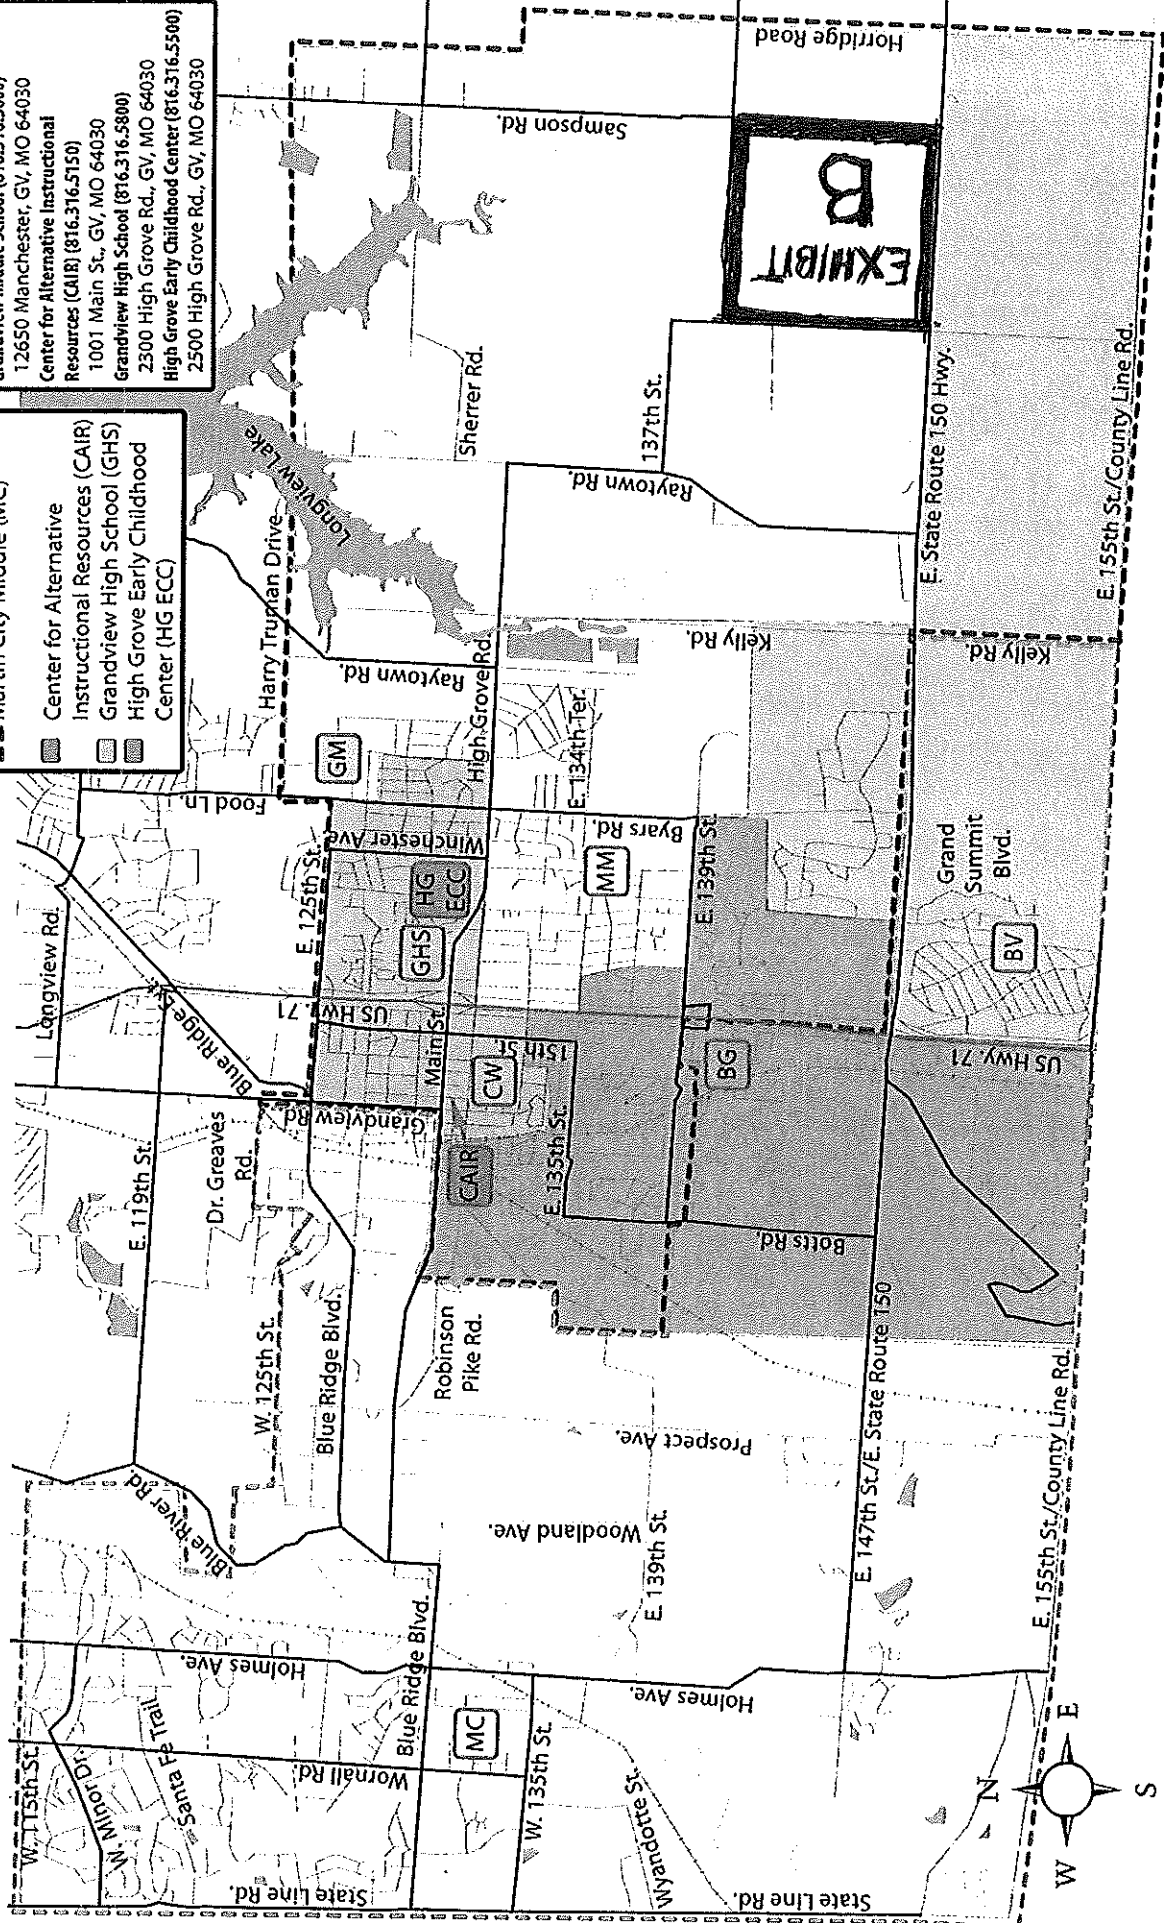 12650 Manchester, GV, MO 64030
Center for Alternative Instructional
Resources (CAIR) (816.316.5150)
1001 Main St., GV, MO 64030
Grandview High School (816.316.5800)
2300 High Grove Rd., GV, MO 64030
High Grove Early Childhood Center (816.316.5500)
2500 High Grove Rd., GV, MO 64030
Center for Alternative
Instructional Resources (CAIR)
Grandview High School (GHS)
High Grove Early Childhood
Center (HG ECC)
W. 115th St.
W. Minor Dr.
Santa Fe Trail
State Line Rd.
Wornall Rd.
Holmes Ave.
Blue River Rd.
Longview Rd.
E. 119th St.
Dr. Greaves
Rd.
Blue Ridge Ext.
Food Ln.
Harry Truman Drive
Longview Lake
W. 125th St.
Blue Ridge Blvd.
Grandview Rd.
E. 125th St.
US Hwy. 71
Winchester Ave
Raytown Rd.
GM
Sampson Rd.
Horridge Road
Blue Ridge Blvd.
Robinson
Pike Rd.
Main St.
GHS
HG
ECC
High Grove Rd.
Sherrer Rd.
MC
W. 135th St.
CAIR
CW
15th St.
E. 135th St.
E. 134th Ter.
MM
Byars Rd.
Raytown Rd.
137th St.
Wyandotte St.
Woodland Ave.
E. 139th St.
Prospect Ave.
Botts Rd.
BG
E. 139th St.
Kelly Rd.
EXHIBIT
B
Holmes Ave.
State Line Rd.
E. 147th St./E. State Route 150
US Hwy. 71
Grand
Summit
Blvd.
BV
Kelly Rd.
E. State Route 150 Hwy.
E. 155th St./County Line Rd.
E. 155th St./County Line Rd.
N
W
E
S